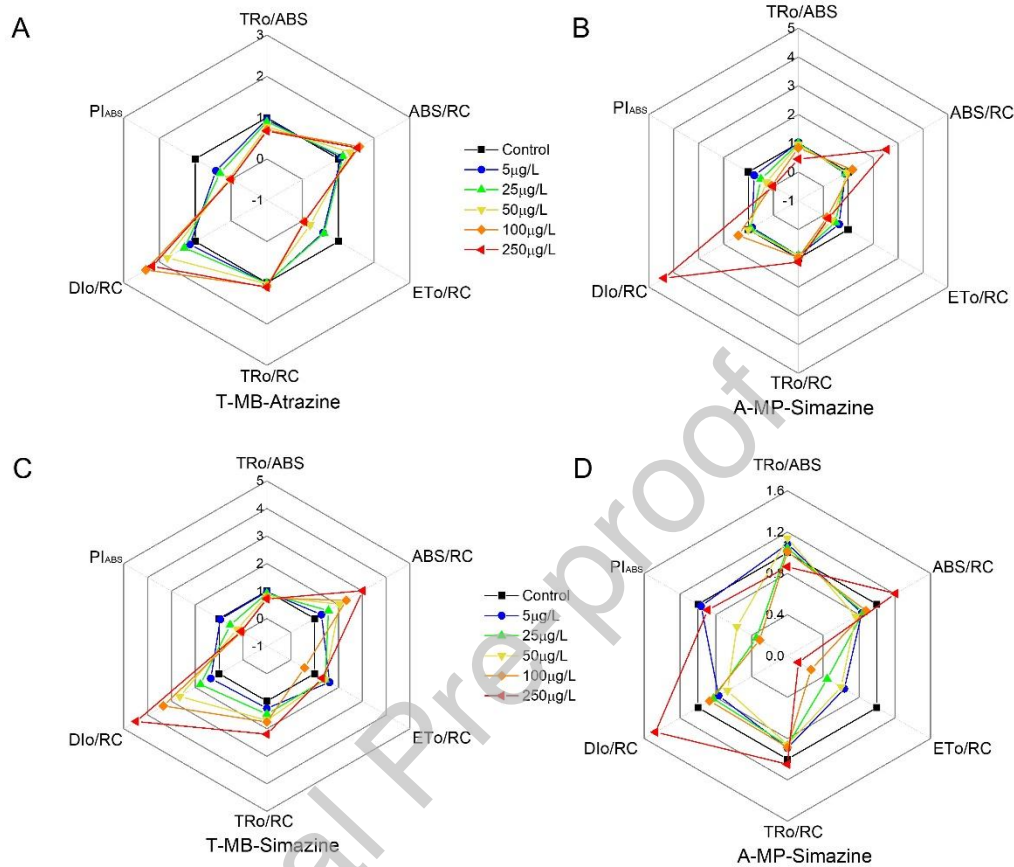 A
TRo/ABS
3
2
1
0
-1
PIABS
ABS/RC
DIo/RC
ETo/RC
TRo/RC
T-MB-Atrazine
Control
5μg/L
25μg/L
50μg/L
100μg/L
250μg/L
B
TRo/ABS
5
4
3
2
1
0
-1
PIABS
ABS/RC
DIo/RC
ETo/RC
TRo/RC
A-MP-Simazine
C
TRo/ABS
5
4
3
2
1
0
-1
PIABS
ABS/RC
DIo/RC
ETo/RC
TRo/RC
T-MB-Simazine
Control
5μg/L
25μg/L
50μg/L
100μg/L
250μg/L
D
TRo/ABS
1.6
1.2
0.8
0.4
0.0
PIABS
ABS/RC
DIo/RC
ETo/RC
TRo/RC
A-MP-Simazine
al Pre-proof